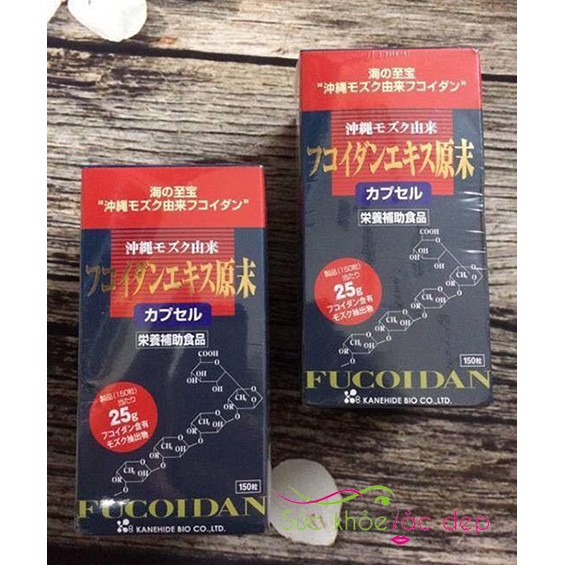 海の至宝
"沖縄モズク由来フコイダン"
沖縄モズク由来
フコイダンエキス原末
カプセル
栄養補助食品
製品(150粒)
当たり
25g
フコイダン含有
モズク抽出物
COOH
150粒
FUCOIDAN
KANEHIDE BIO CO.,LTD.
海の至宝
"沖縄モズク由来フコイダン"
沖縄モズク由来
フコイダンエキス原末
カプセル
栄養補助食品
製品(150粒)
当たり
25g
フコイダン含有
モズク抽出物
COOH
150粒
FUCOIDAN
KANEHIDE BIO CO.,LTD.
Sức khỏe sắc đẹp